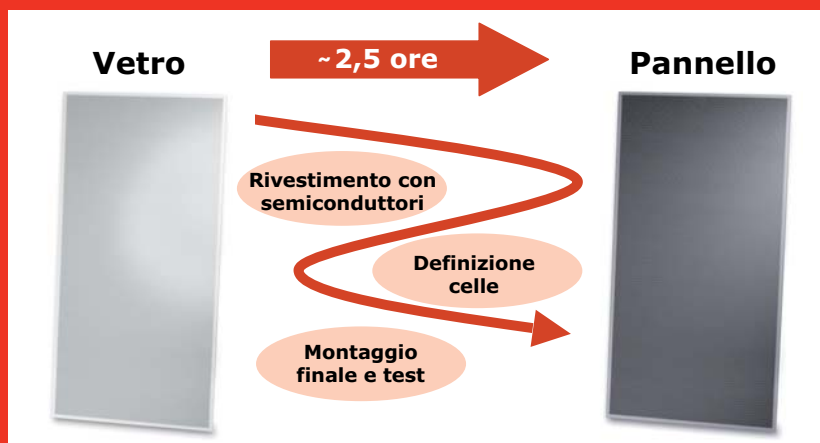 Vetro
~2,5 ore
Pannello
Rivestimento con
semiconduttori
Definizione
celle
Montaggio
finale e test